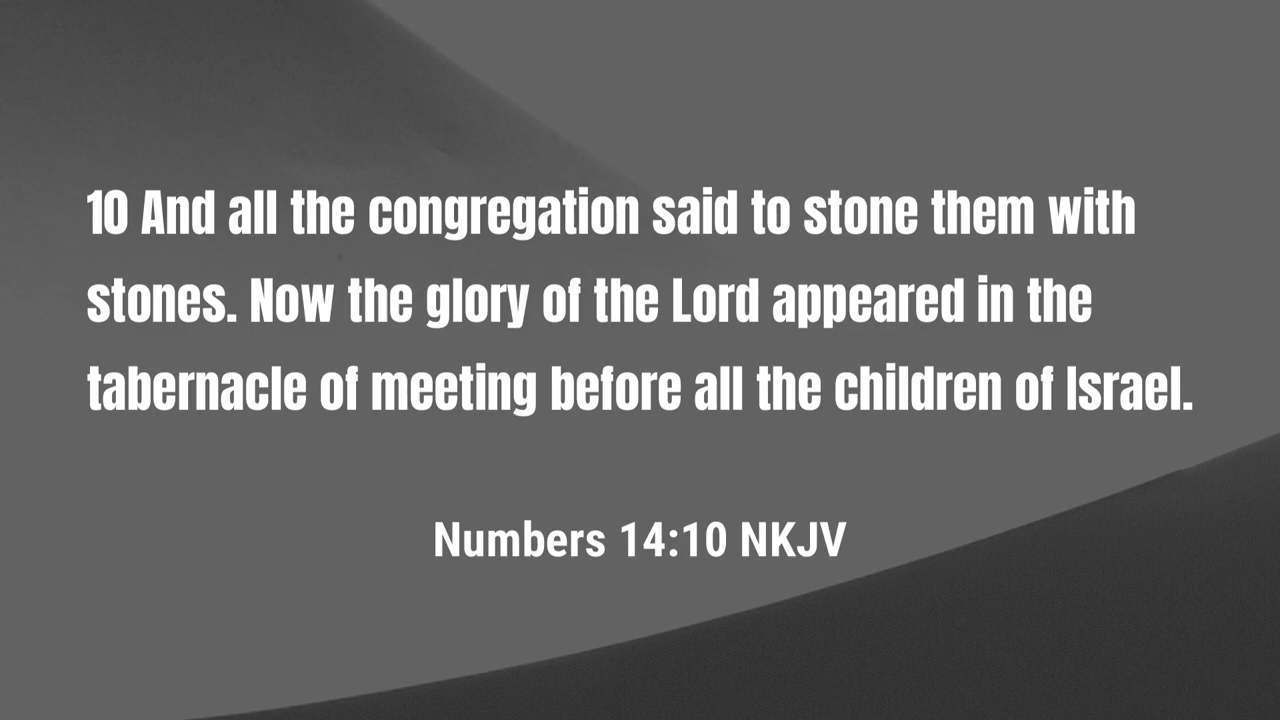 10 And all the congregation said to stone them with
stones. Now the glory of the Lord appeared in the
tabernacle of meeting before all the children of Israel.
Numbers 14:10 NKJV